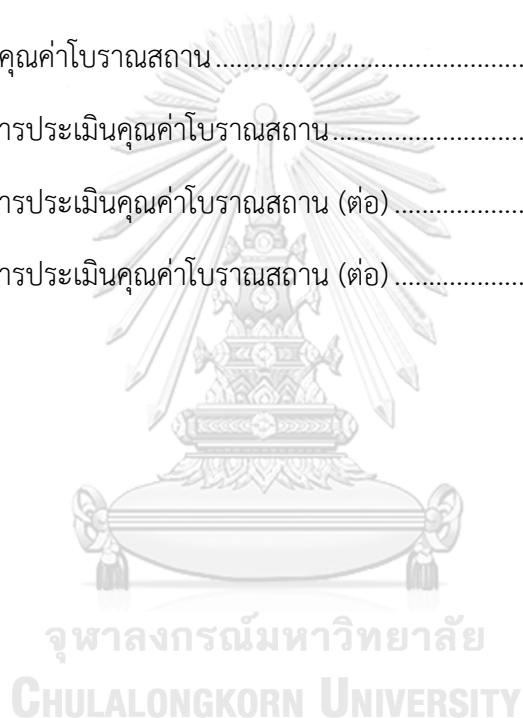 คุณค่าโบราณสถาน........................................
ารประเมินคุณค่าโบราณสถาน.........................
ารประเมินคุณค่าโบราณสถาน (ต่อ)..................
ารประเมินคุณค่าโบราณสถาน (ต่อ)..................
จุฬาลงกรณ์มหาวิทยาลัย
CHULALONGKORN UNIVERSITY